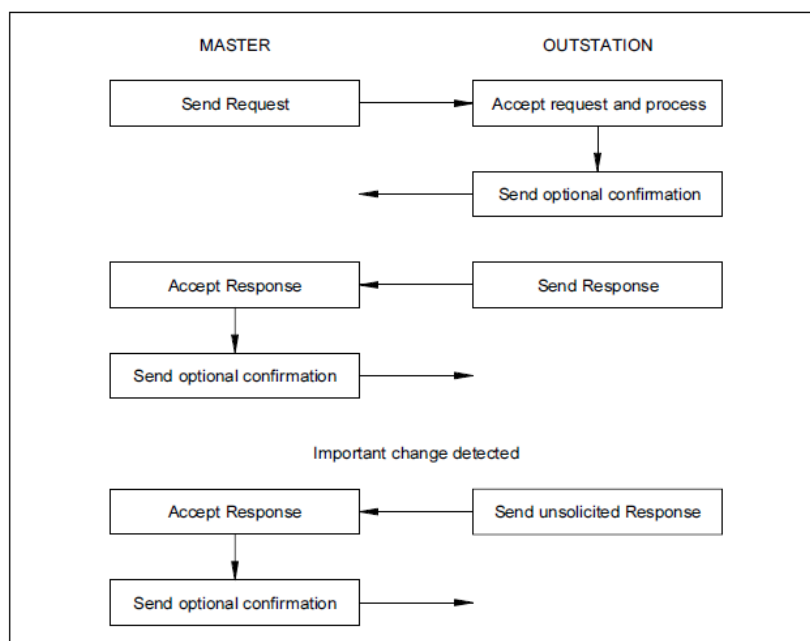 MASTER
OUTSTATION
Send Request
Accept request and process
Send optional confirmation
Accept Response
Send Response
Send optional confirmation
Important change detected
Accept Response
Send unsolicited Response
Send optional confirmation